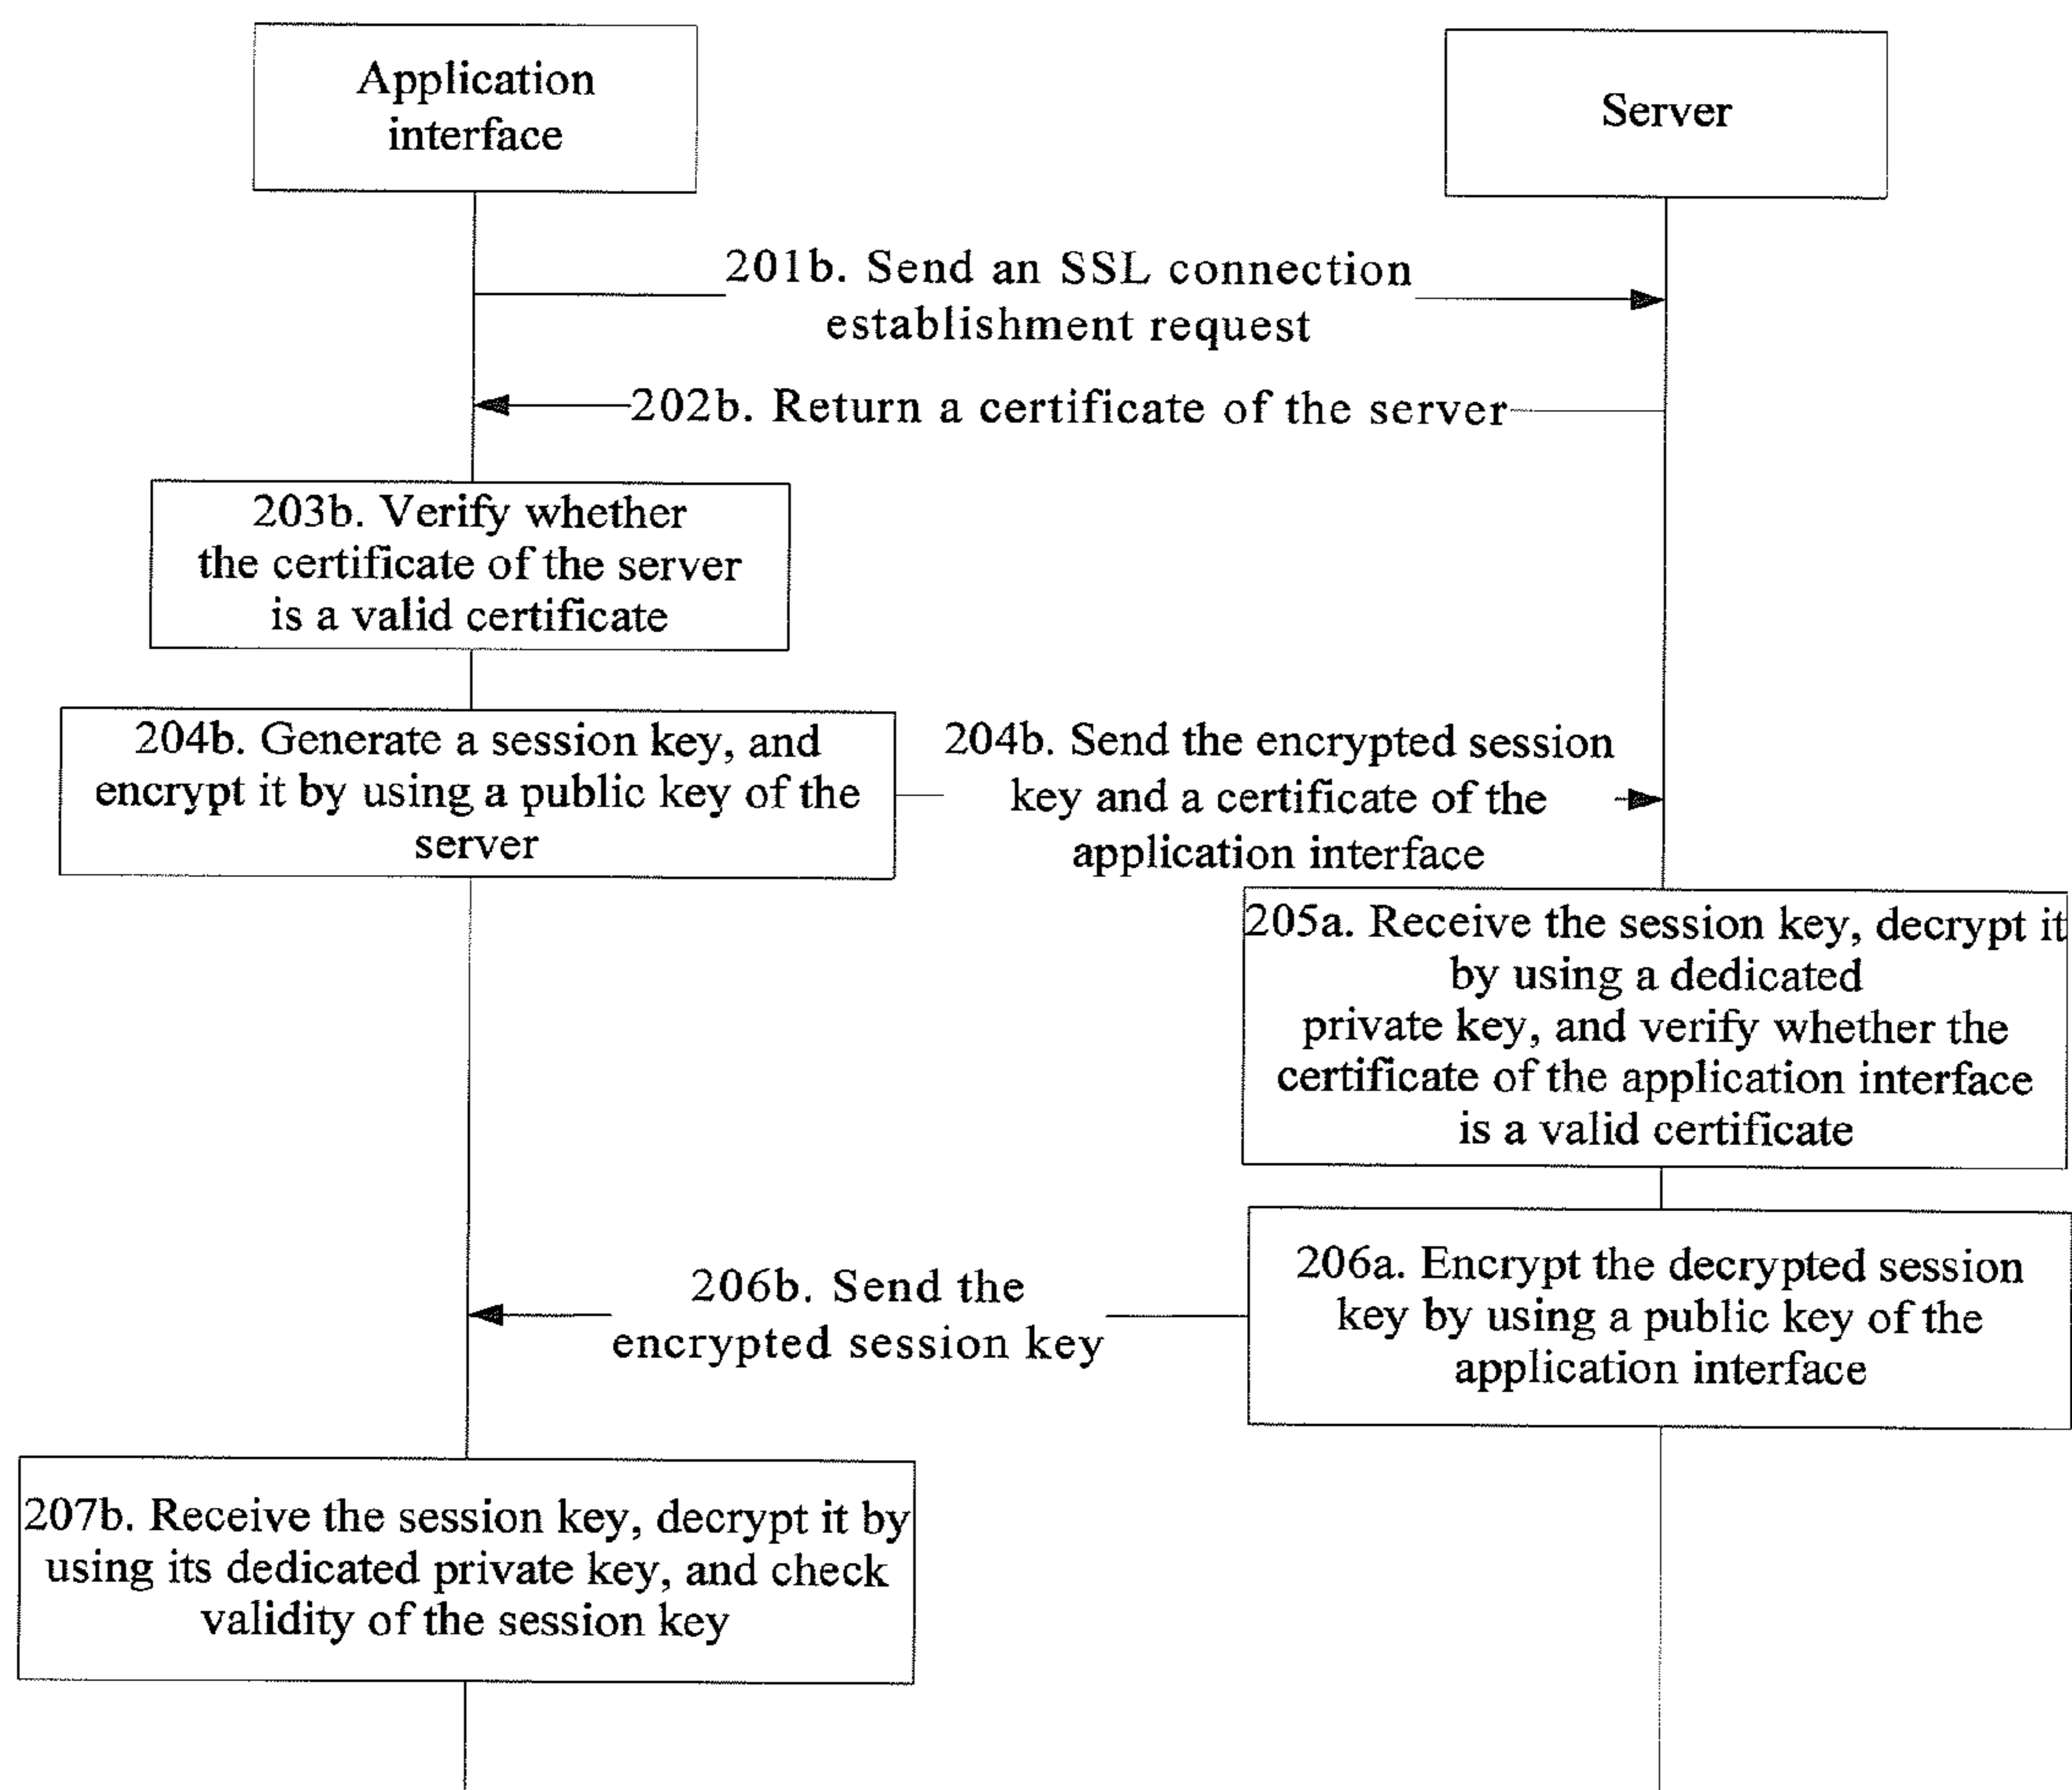 Application
interface
Server
201b. Send an SSL connection
establishment request
202b. Return a certificate of the server
203b. Verify whether
the certificate of the server
is a valid certificate
204b. Generate a session key, and
encrypt it by using a public key of the
server
204b. Send the encrypted session
key and a certificate of the
application interface
205a. Receive the session key, decrypt it
by using a dedicated
private key, and verify whether the
certificate of the application interface
is a valid certificate
206a. Encrypt the decrypted session
key by using a public key of the
application interface
206b. Send the
encrypted session key
207b. Receive the session key, decrypt it by
using its dedicated private key, and check
validity of the session key